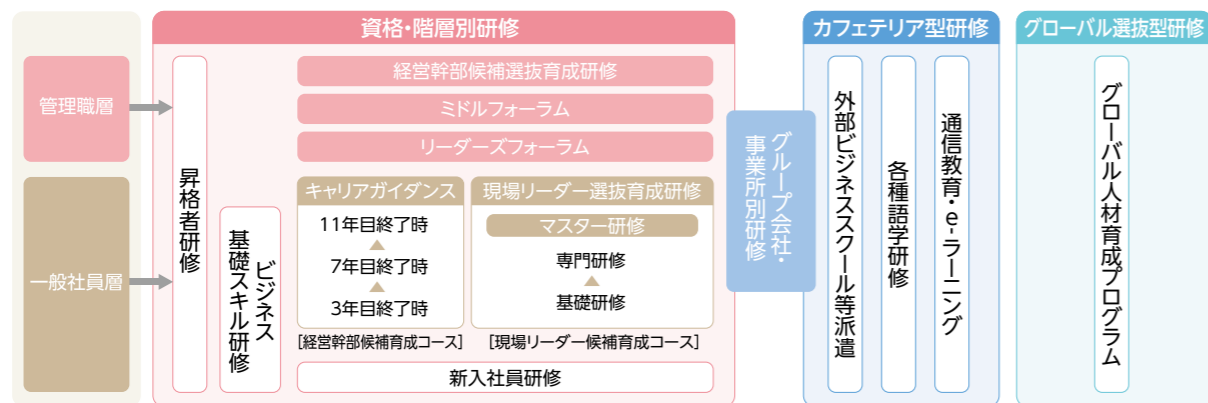 管理職層
一般社員層
資格・階層別研修
昇格者研修
ビジネス
基礎スキル研修
経営幹部候補選抜育成研修
ミドルフォーラム
リーダーズフォーラム
キャリアガイダンス
11年目終了時
7年目終了時
3年目終了時
[経営幹部候補育成コース]
現場リーダー選抜育成研修
マスター研修
専門研修
基礎研修
[現場リーダー候補育成コース]
新入社員研修
グループ会社・
事業所別研修
カフェテリア型研修
外部ビジネススクール等派遣
各種語学研修
通信教育・e-ラーニング
グローバル選抜型研修
グローバル人材育成プログラム